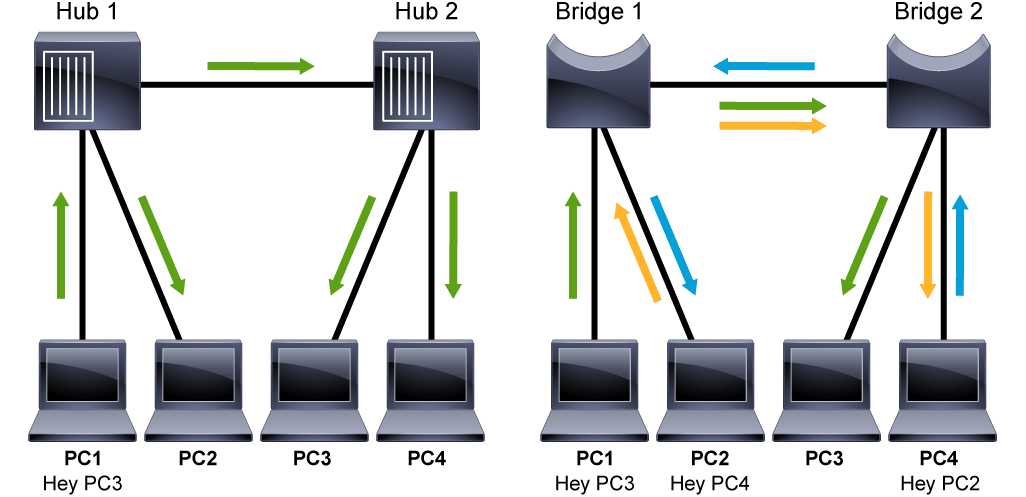 Hub 1
Hub 2
Bridge 1
Bridge 2
PC1
PC2
PC3
PC4
PC1
PC2
PC3
PC4
Hey PC3
Hey PC3
Hey PC4
Hey PC2